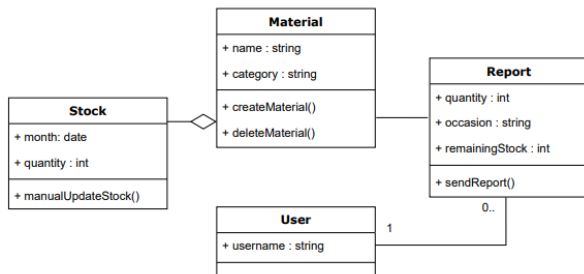 Material
+ name : string
+ category : string
+ createMaterial()
+ deleteMaterial()
Stock
+ month: date
+ quantity : int
+ manualUpdateStock()
Report
+ quantity : int
+ occasion : string
+ remainingStock : int
+ sendReport()
0..
1
User
+ username : string